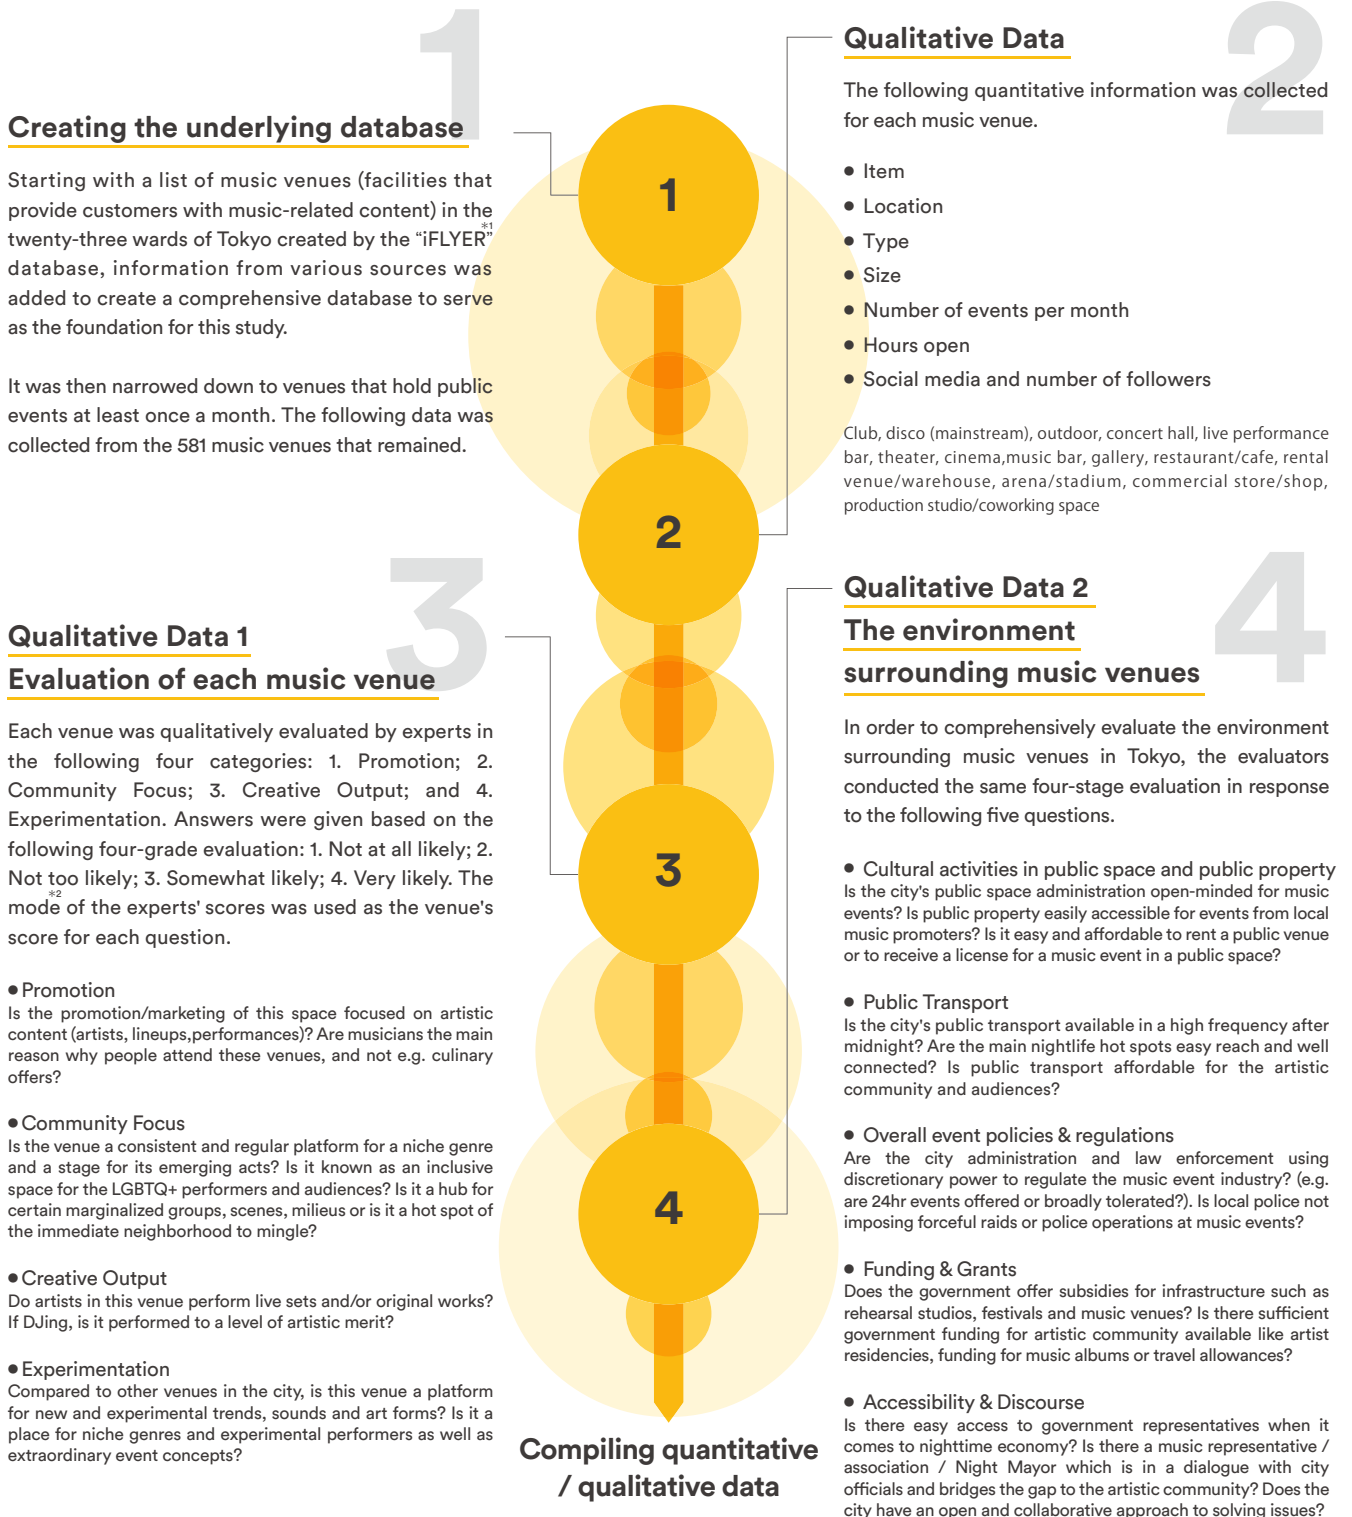 1
Creating the underlying database
Starting with a list of music venues (facilities that
provide customers with music-related content) in the
twenty-three wards of Tokyo created by the “iFLYER”*1
database, information from various sources was
added to create a comprehensive database to serve
as the foundation for this study.
It was then narrowed down to venues that hold public
events at least once a month. The following data was
collected from the 581 music venues that remained.
2
Qualitative Data
The following quantitative information was collected
for each music venue.
● Item
● Location
● Type
● Size
● Number of events per month
● Hours open
● Social media and number of followers
Club, disco (mainstream), outdoor, concert hall, live performance
bar, theater, cinema,music bar, gallery, restaurant/cafe, rental
venue/warehouse, arena/stadium, commercial store/shop,
production studio/coworking space
3
Qualitative Data 1
Evaluation of each music venue
Each venue was qualitatively evaluated by experts in
the following four categories: 1. Promotion; 2.
Community Focus; 3. Creative Output; and 4.
Experimentation. Answers were given based on the
following four-grade evaluation: 1. Not at all likely; 2.
Not too likely; 3. Somewhat likely; 4. Very likely. The
mode*2 of the experts' scores was used as the venue's
score for each question.
● Promotion
Is the promotion/marketing of this space focused on artistic
content (artists, lineups,performances)? Are musicians the main
reason why people attend these venues, and not e.g. culinary
offers?
● Community Focus
Is the venue a consistent and regular platform for a niche genre
and a stage for its emerging acts? Is it known as an inclusive
space for the LGBTQ+ performers and audiences? Is it a hub for
certain marginalized groups, scenes, milieus or is it a hot spot of
the immediate neighborhood to mingle?
● Creative Output
Do artists in this venue perform live sets and/or original works?
If DJing, is it performed to a level of artistic merit?
● Experimentation
Compared to other venues in the city, is this venue a platform
for new and experimental trends, sounds and art forms? Is it a
place for niche genres and experimental performers as well as
extraordinary event concepts?
4
Qualitative Data 2
The environment
surrounding music venues
In order to comprehensively evaluate the environment
surrounding music venues in Tokyo, the evaluators
conducted the same four-stage evaluation in response
to the following five questions.
● Cultural activities in public space and public property
Is the city's public space administration open-minded for music
events? Is public property easily accessible for events from local
music promoters? Is it easy and affordable to rent a public venue
or to receive a license for a music event in a public space?
● Public Transport
Is the city's public transport available in a high frequency after
midnight? Are the main nightlife hot spots easy reach and well
connected? Is public transport affordable for the artistic
community and audiences?
● Overall event policies & regulations
Are the city administration and law enforcement using
discretionary power to regulate the music event industry? (e.g.
are 24hr events offered or broadly tolerated?). Is local police not
imposing forceful raids or police operations at music events?
● Funding & Grants
Does the government offer subsidies for infrastructure such as
rehearsal studios, festivals and music venues? Is there sufficient
government funding for artistic community available like artist
residencies, funding for music albums or travel allowances?
● Accessibility & Discourse
Is there easy access to government representatives when it
comes to nighttime economy? Is there a music representative /
association / Night Mayor which is in a dialogue with city
officials and bridges the gap to the artistic community? Does the
city have an open and collaborative approach to solving issues?
1
2
3
4
Compiling quantitative
/ qualitative data